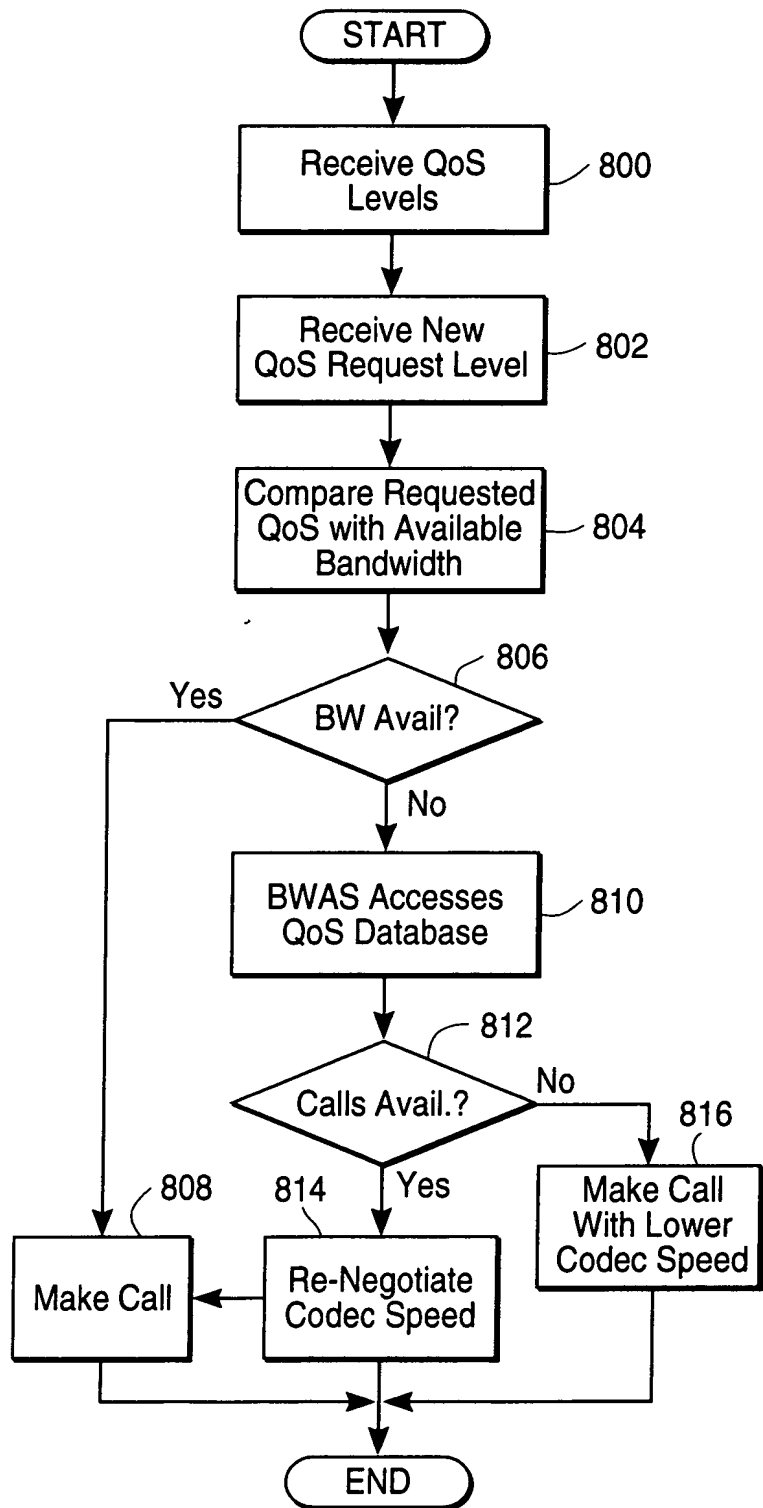 START
Receive QoS
Levels
800
Receive New
QoS Request Level
802
Compare Requested
QoS with Available
Bandwidth
804
806
Yes
BW Avail?
No
BWAS Accesses
QoS Database
810
812
Calls Avail.?
No
816
808
814
Yes
Make Call
With Lower
Codec Speed
Make Call
Re-Negotiate
Codec Speed
END